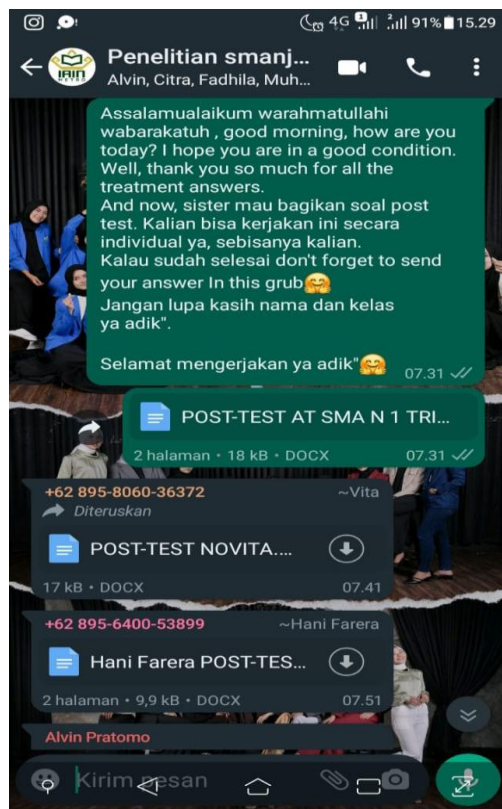 4G 1 2 91% 15.29
Penelitian smanj...
IAIN
METRO
Alvin, Citra, Fadhila, Muh...
Assalamualaikum warahmatullahi
wabarakatuh , good morning, how are you
today? I hope you are in a good condition.
Well, thank you so much for all the
treatment answers.
And now, sister mau bagikan soal post
test. Kalian bisa kerjakan ini secara
individual ya, sebisanya kalian.
Kalau sudah selesai don't forget to send
your answer In this grub🤗
Jangan lupa kasih nama dan kelas
ya adik".
Selamat mengerjakan ya adik"🤗
07.31
POST-TEST AT SMA N 1 TRI...
2 halaman • 18 kB • DOCX 07.31
+62 895-8060-36372 ~Vita
Diteruskan
POST-TEST NOVITA....
17 kB • DOCX 07.41
+62 895-6400-53899 ~Hani Farera
Hani Farera POST-TES...
2 halaman • 9,9 kB • DOCX 07.51
Alvin Pratomo
Kirim pesan